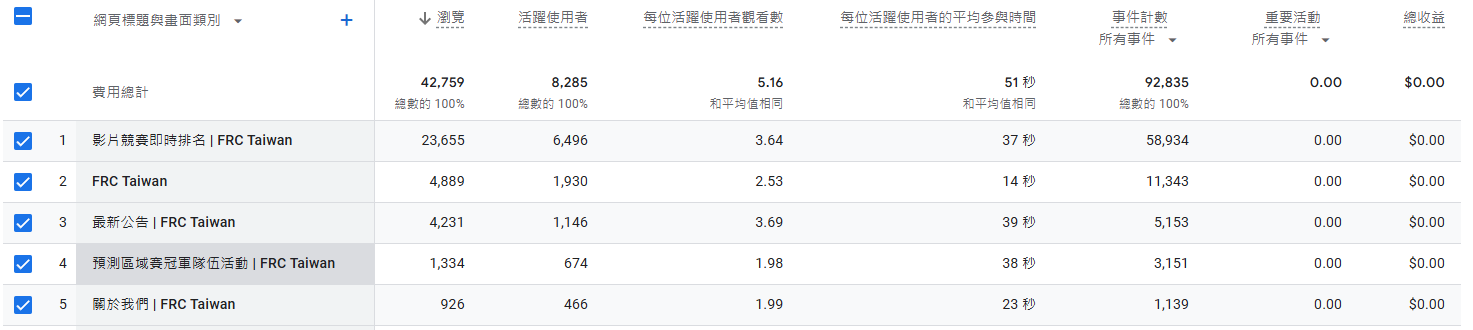 網頁標題與畫面類別 + ↓ 瀏覽 活躍使用者 每位活躍使用者觀看數 每位活躍使用者的平均參與時間 事件計數 重要活動 總收益
所有事件 所有事件
費用總計 42,759 8,285 5.16 51 秒 92,835 0.00 $0.00
總數的 100% 總數的 100% 和平均值相同 和平均值相同 總數的 100%
1 影片競賽即時排名 | FRC Taiwan 23,655 6,496 3.64 37 秒 58,934 0.00 $0.00
2 FRC Taiwan 4,889 1,930 2.53 14 秒 11,343 0.00 $0.00
3 最新公告 | FRC Taiwan 4,231 1,146 3.69 39 秒 5,153 0.00 $0.00
4 預測區域賽冠軍隊伍活動 | FRC Taiwan 1,334 674 1.98 38 秒 3,151 0.00 $0.00
5 關於我們 | FRC Taiwan 926 466 1.99 23 秒 1,139 0.00 $0.00